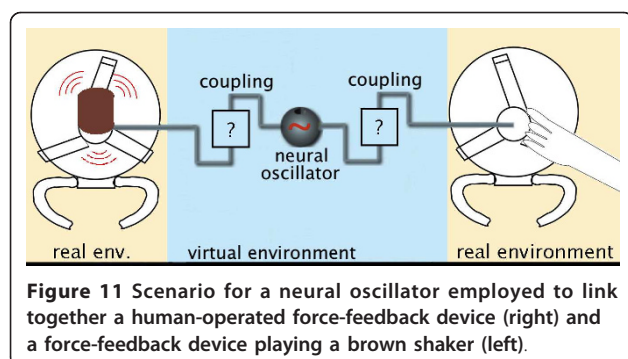 coupling
coupling
?
?
neural
oscillator
real env.
virtual environment
real environment
Figure 11 Scenario for a neural oscillator employed to link
together a human-operated force-feedback device (right) and
a force-feedback device playing a brown shaker (left).